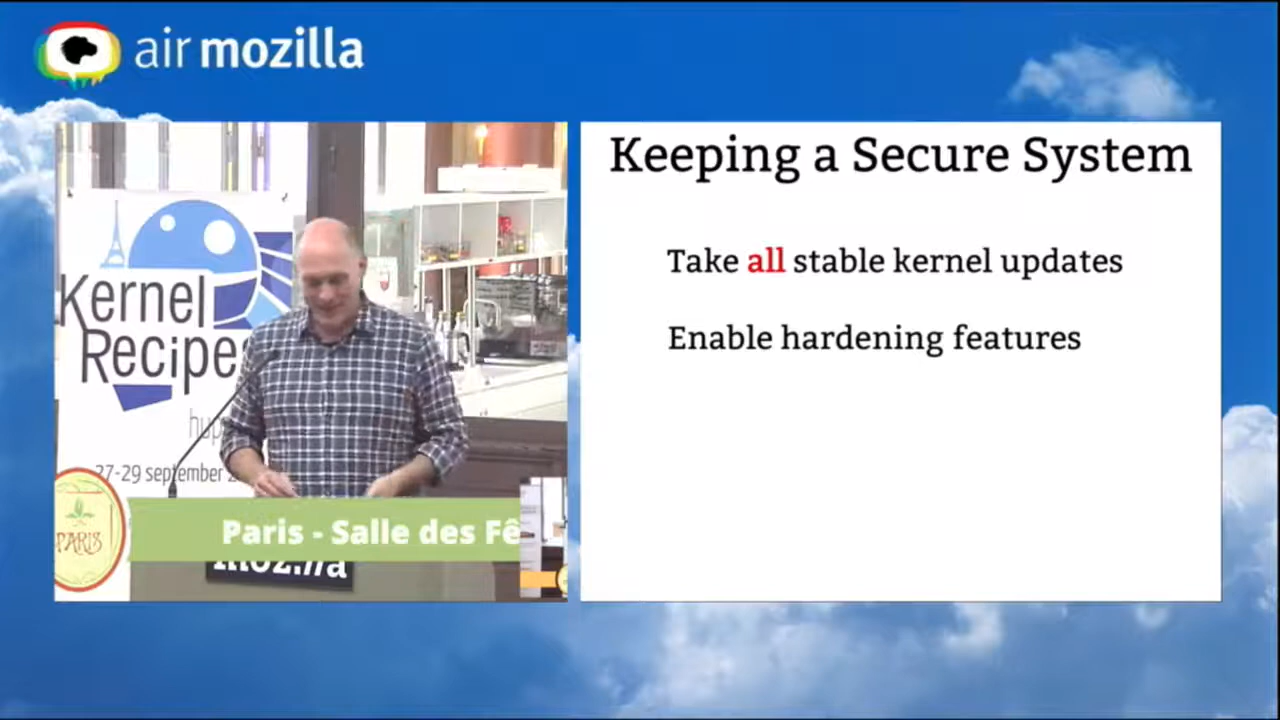 air mozilla
Kernel
Recipes
27-29 september
PARIS
Paris - Salle des Fê
mozilla
Keeping a Secure System
Take all stable kernel updates
Enable hardening features